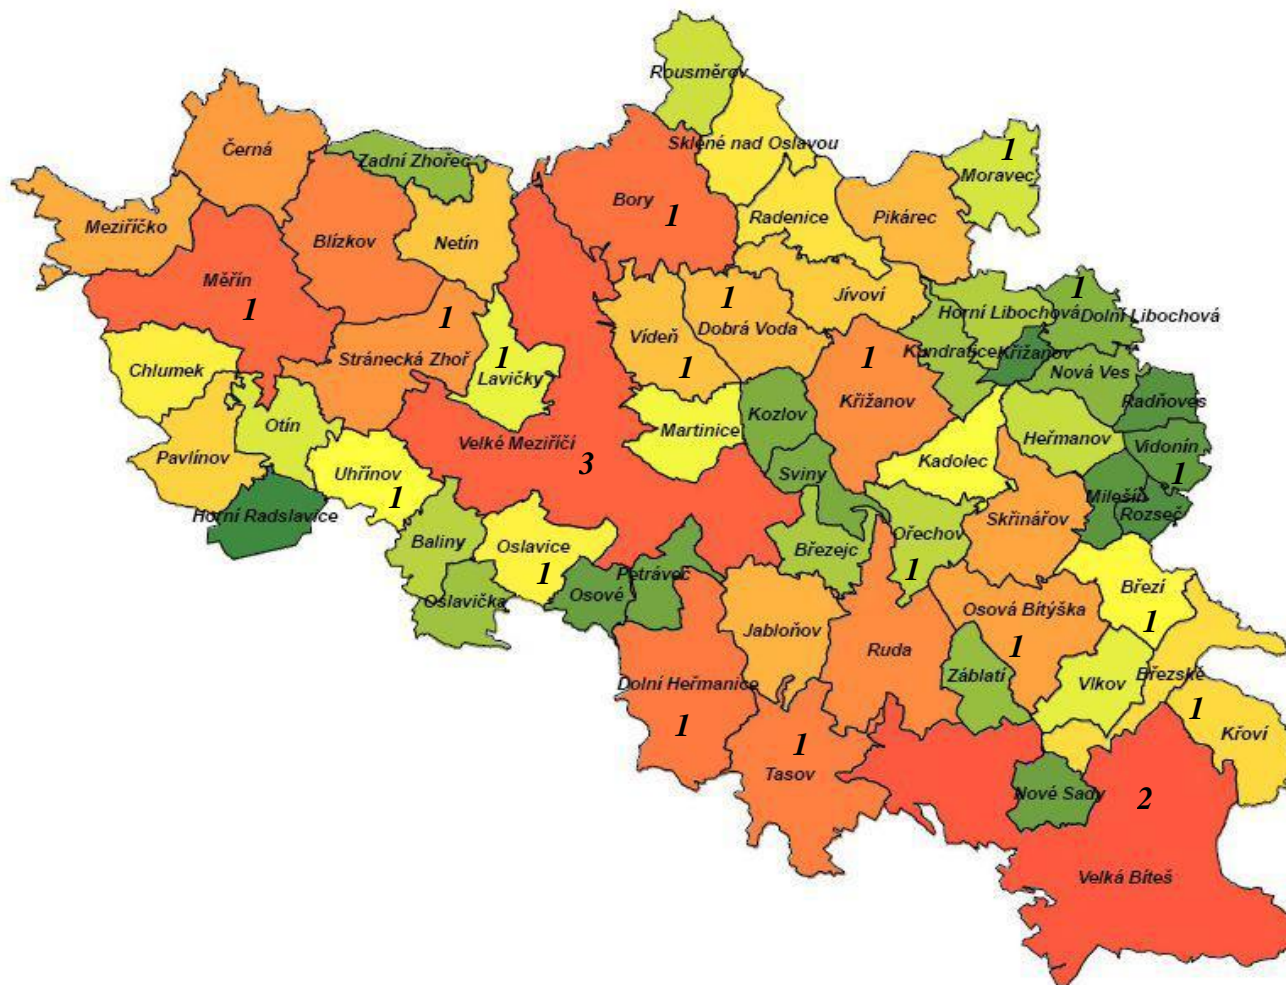 Rousměrov
Černá
Zadní Zhořec
Sklené nad Oslavou
1
Moravec
Meziříčko
Blízkov
Netín
Bory
1
Radenice
Pikárec
Měřín
1
1
1
Jívoví
1
Horní Libochová
Dolní Libochová
Vídeň
Dobrá Voda
Stránecká Zhoř
1
Lavičky
1
1
Kundratice
Křižanov
Nová Ves
Chlumek
Křižanov
Radňoves
Otín
Velké Meziříčí
Martinice
Kozlov
Heřmanov
Vidonín
1
Pavlínov
3
Kadolec
Uhřínov
1
Sviny
Milešín
Rozseč
Horní Radslavice
Skřinářov
Baliny
Oslavice
1
Březejc
Ořechov
1
Petráveč
Osové
Oslavička
Osová Bítýška
1
Březí
1
Jabloňov
Ruda
Záblatí
Vlkov
Březské
Dolní Heřmanice
1
1
Tasov
1
Křoví
Nové Sady
2
Velká Bíteš